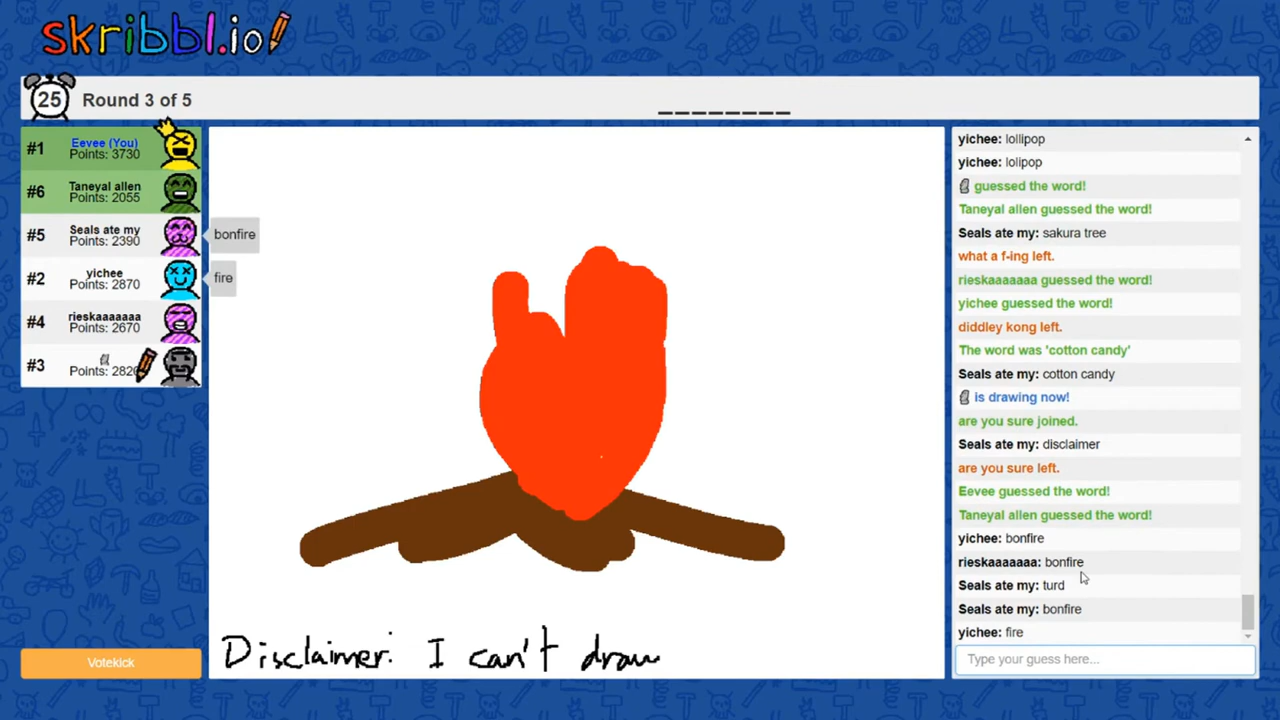 skribbl.io
25
Round 3 of 5
________
#1
Eevee (You)
Points: 3730
#6
Taneyal allen
Points: 2055
#5
Seals ate my
Points: 2390
bonfire
#2
yichee
Points: 2870
fire
#4
rieskaaaaaaa
Points: 2670
#3
Points: 2820
Votekick
Disclaimer: I can't draw
yichee: lollipop
yichee: lolipop
guessed the word!
Taneyal allen guessed the word!
Seals ate my: sakura tree
what a f-ing left.
rieskaaaaaaa guessed the word!
yichee guessed the word!
diddley kong left.
The word was 'cotton candy'
Seals ate my: cotton candy
is drawing now!
are you sure joined.
Seals ate my: disclaimer
are you sure left.
Eevee guessed the word!
Taneyal allen guessed the word!
yichee: bonfire
rieskaaaaaaa: bonfire
Seals ate my: turd
Seals ate my: bonfire
yichee: fire
Type your guess here...